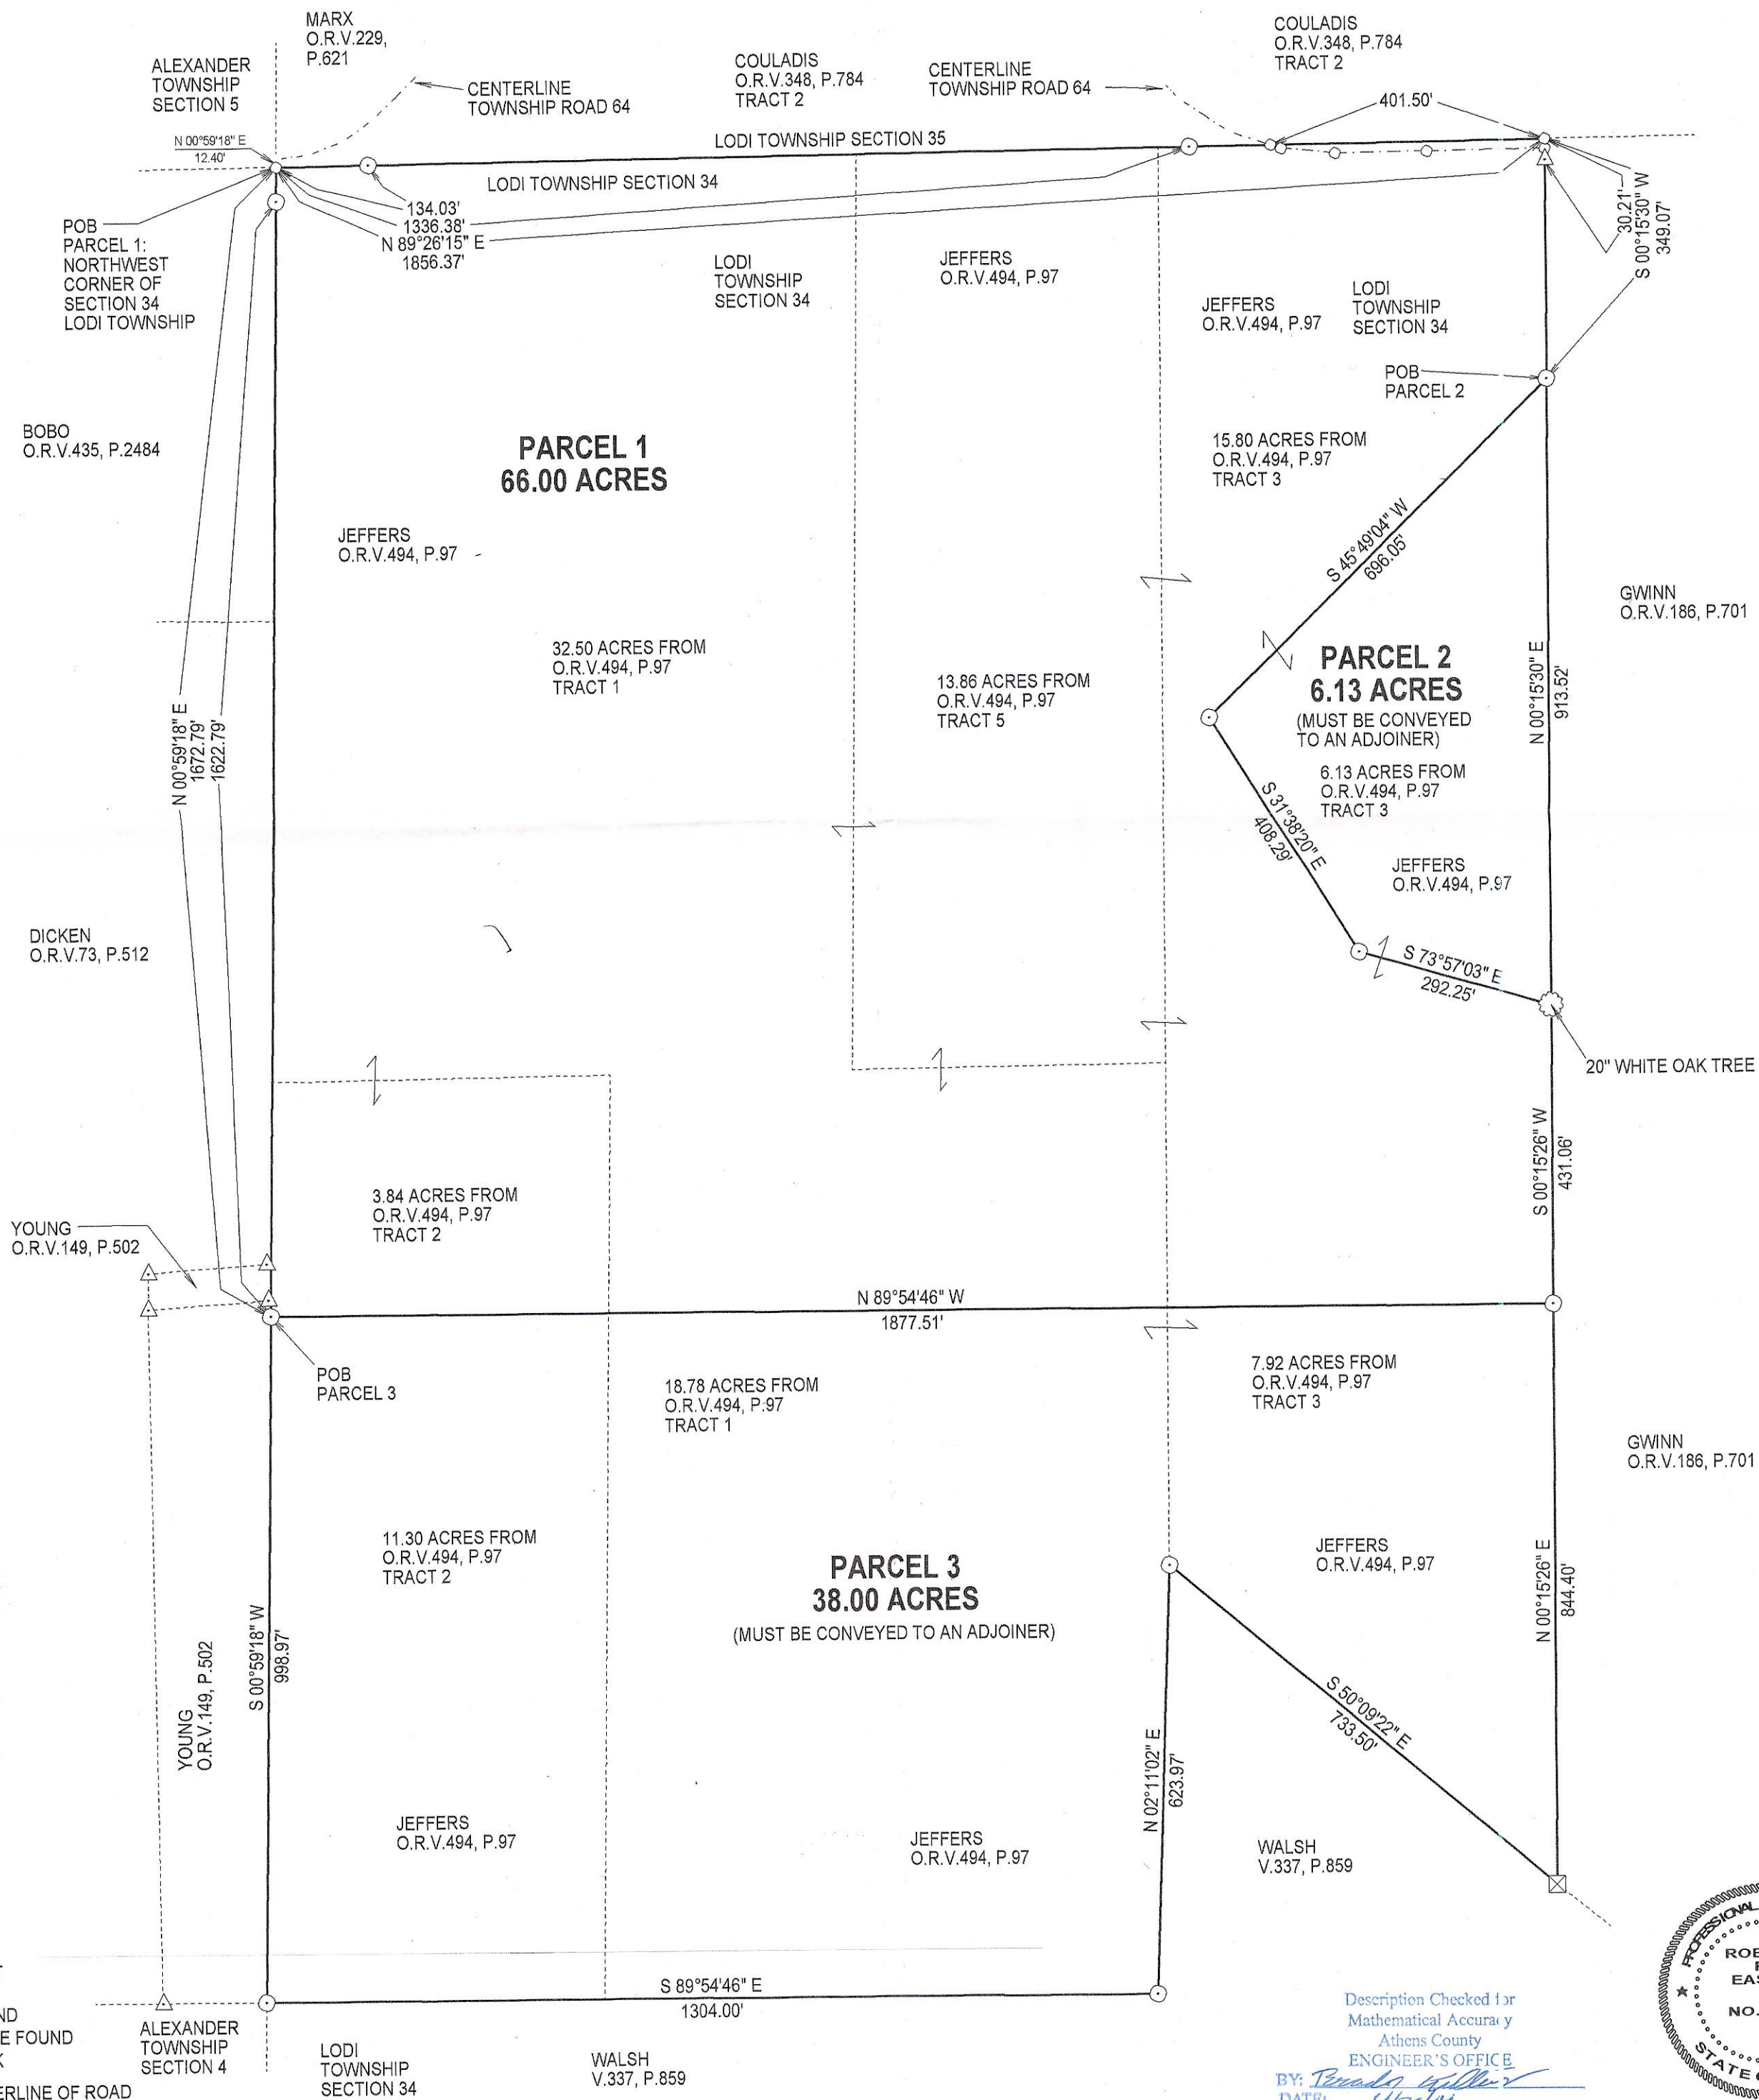 MARX
O.R.V.229,
P.621
ALEXANDER
TOWNSHIP
SECTION 5
CENTERLINE
TOWNSHIP ROAD 64
COULADIS
O.R.V.348, P.784
TRACT 2
CENTERLINE
TOWNSHIP ROAD 64
COULADIS
O.R.V.348, P.784
TRACT 2
401.50'
N 00°59'18" E
12.40'
LODI TOWNSHIP SECTION 35
LODI TOWNSHIP SECTION 34
134.03'
1336.38'
N 89°26'15" E
1856.37'
30.21'
S 00°15'30" W
349.07'
POB
PARCEL 1:
NORTHWEST
CORNER OF
SECTION 34
LODI TOWNSHIP
LODI
TOWNSHIP
SECTION 34
JEFFERS
O.R.V.494, P.97
JEFFERS
O.R.V.494, P.97
LODI
TOWNSHIP
SECTION 34
POB
PARCEL 2
BOBO
O.R.V.435, P.2484
PARCEL 1
66.00 ACRES
15.80 ACRES FROM
O.R.V.494, P.97
TRACT 3
JEFFERS
O.R.V.494, P.97
S 45°49'04" W
696.05'
GWINN
O.R.V.186, P.701
32.50 ACRES FROM
O.R.V.494, P.97
TRACT 1
13.86 ACRES FROM
O.R.V.494, P.97
TRACT 5
PARCEL 2
6.13 ACRES
(MUST BE CONVEYED
TO AN ADJOINER)
6.13 ACRES FROM
O.R.V.494, P.97
TRACT 3
N 00°15'30" E
913.52'
N 00°59'18" E
1672.79'
1622.79'
S 31°38'20" E
408.29'
JEFFERS
O.R.V.494, P.97
DICKEN
O.R.V.73, P.512
S 73°57'03" E
292.25'
20" WHITE OAK TREE
S 00°15'26" W
431.06'
3.84 ACRES FROM
O.R.V.494, P.97
TRACT 2
YOUNG
O.R.V.149, P.502
N 89°54'46" W
1877.51'
POB
PARCEL 3
18.78 ACRES FROM
O.R.V.494, P.97
TRACT 1
7.92 ACRES FROM
O.R.V.494, P.97
TRACT 3
GWINN
O.R.V.186, P.701
11.30 ACRES FROM
O.R.V.494, P.97
TRACT 2
PARCEL 3
38.00 ACRES
(MUST BE CONVEYED TO AN ADJOINER)
JEFFERS
O.R.V.494, P.97
N 00°15'26" E
844.40'
YOUNG
O.R.V.149, P.502
S 00°59'18" W
998.97'
S 50°09'22" E
733.50'
N 02°11'02" E
623.97'
JEFFERS
O.R.V.494, P.97
JEFFERS
O.R.V.494, P.97
WALSH
V.337, P.859
S 89°54'46" E
1304.00'
ALEXANDER
TOWNSHIP
SECTION 4
LODI
TOWNSHIP
SECTION 34
WALSH
V.337, P.859
ND
E FOUND
K
ERLINE OF ROAD
Description Checked for
Mathematical Accuracy
Athens County
ENGINEER'S OFFICE
BY:
DATE:
PROFESSIONAL
ROB
EAS
NO.
STATE